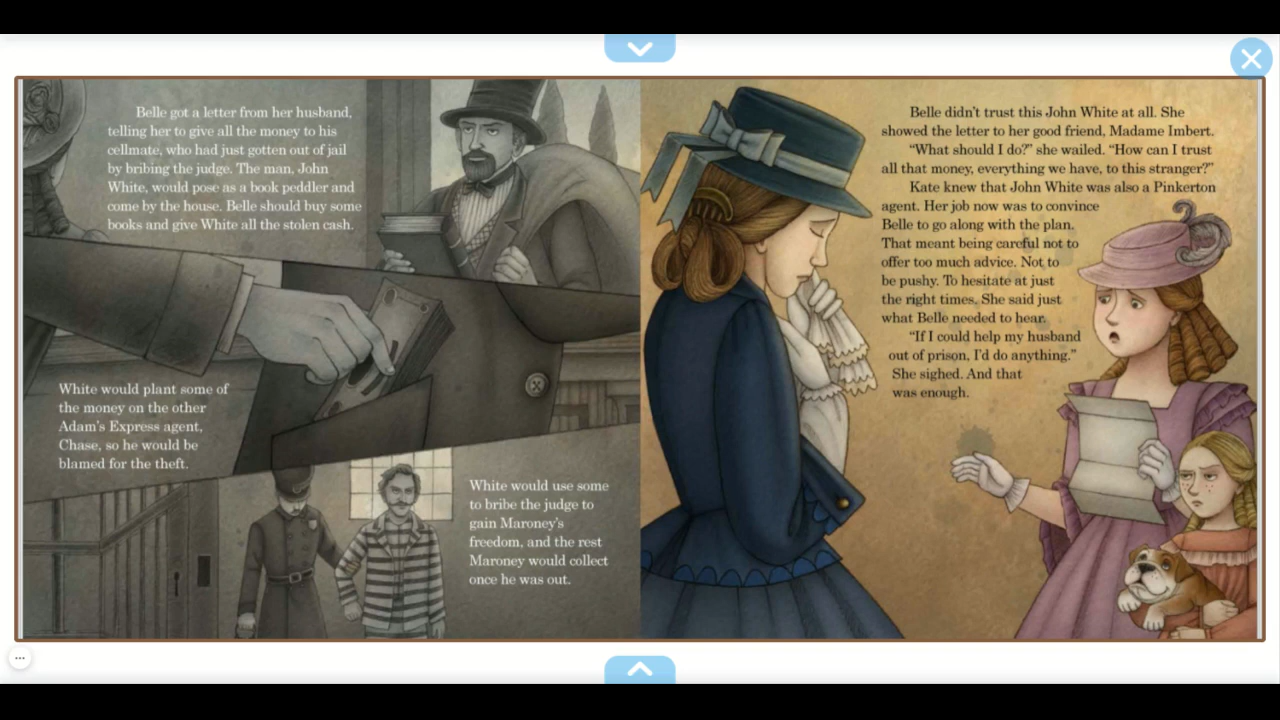 Belle got a letter from her husband,
telling her to give all the money to his
cellmate, who had just gotten out of jail
by bribing the judge. The man, John
White, would pose as a book peddler and
come by the house. Belle should buy some
books and give White all the stolen cash.
White would plant some of
the money on the other
Adam's Express agent,
Chase, so he would be
blamed for the theft.
White would use some
to bribe the judge to
gain Maroney's
freedom, and the rest
Maroney would collect
once he was out.
Belle didn't trust this John White at all. She
showed the letter to her good friend, Madame Imbert.
"What should I do?" she wailed. "How can I trust
all that money, everything we have, to this stranger?"
Kate knew that John White was also a Pinkerton
agent. Her job now was to convince
Belle to go along with the plan.
That meant being careful not to
offer too much advice. Not to
be pushy. To hesitate at just
the right times. She said just
what Belle needed to hear.
"If I could help my husband
out of prison, I'd do anything."
She sighed. And that
was enough.